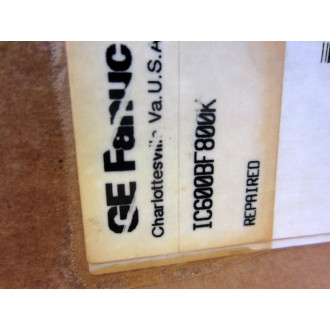 GE Fanuc
Charlottesville Va. U.S.A
IC600BF800K
REPAIRED